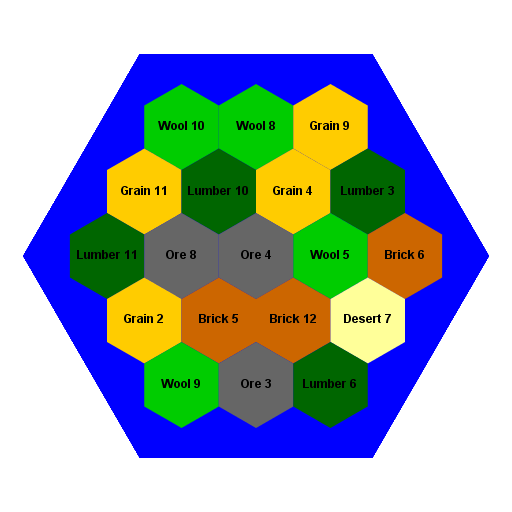 Wool 10
Wool 8
Grain 9
Grain 11
Lumber 10
Grain 4
Lumber 3
Lumber 11
Ore 8
Ore 4
Wool 5
Brick 6
Grain 2
Brick 5
Brick 12
Desert 7
Wool 9
Ore 3
Lumber 6